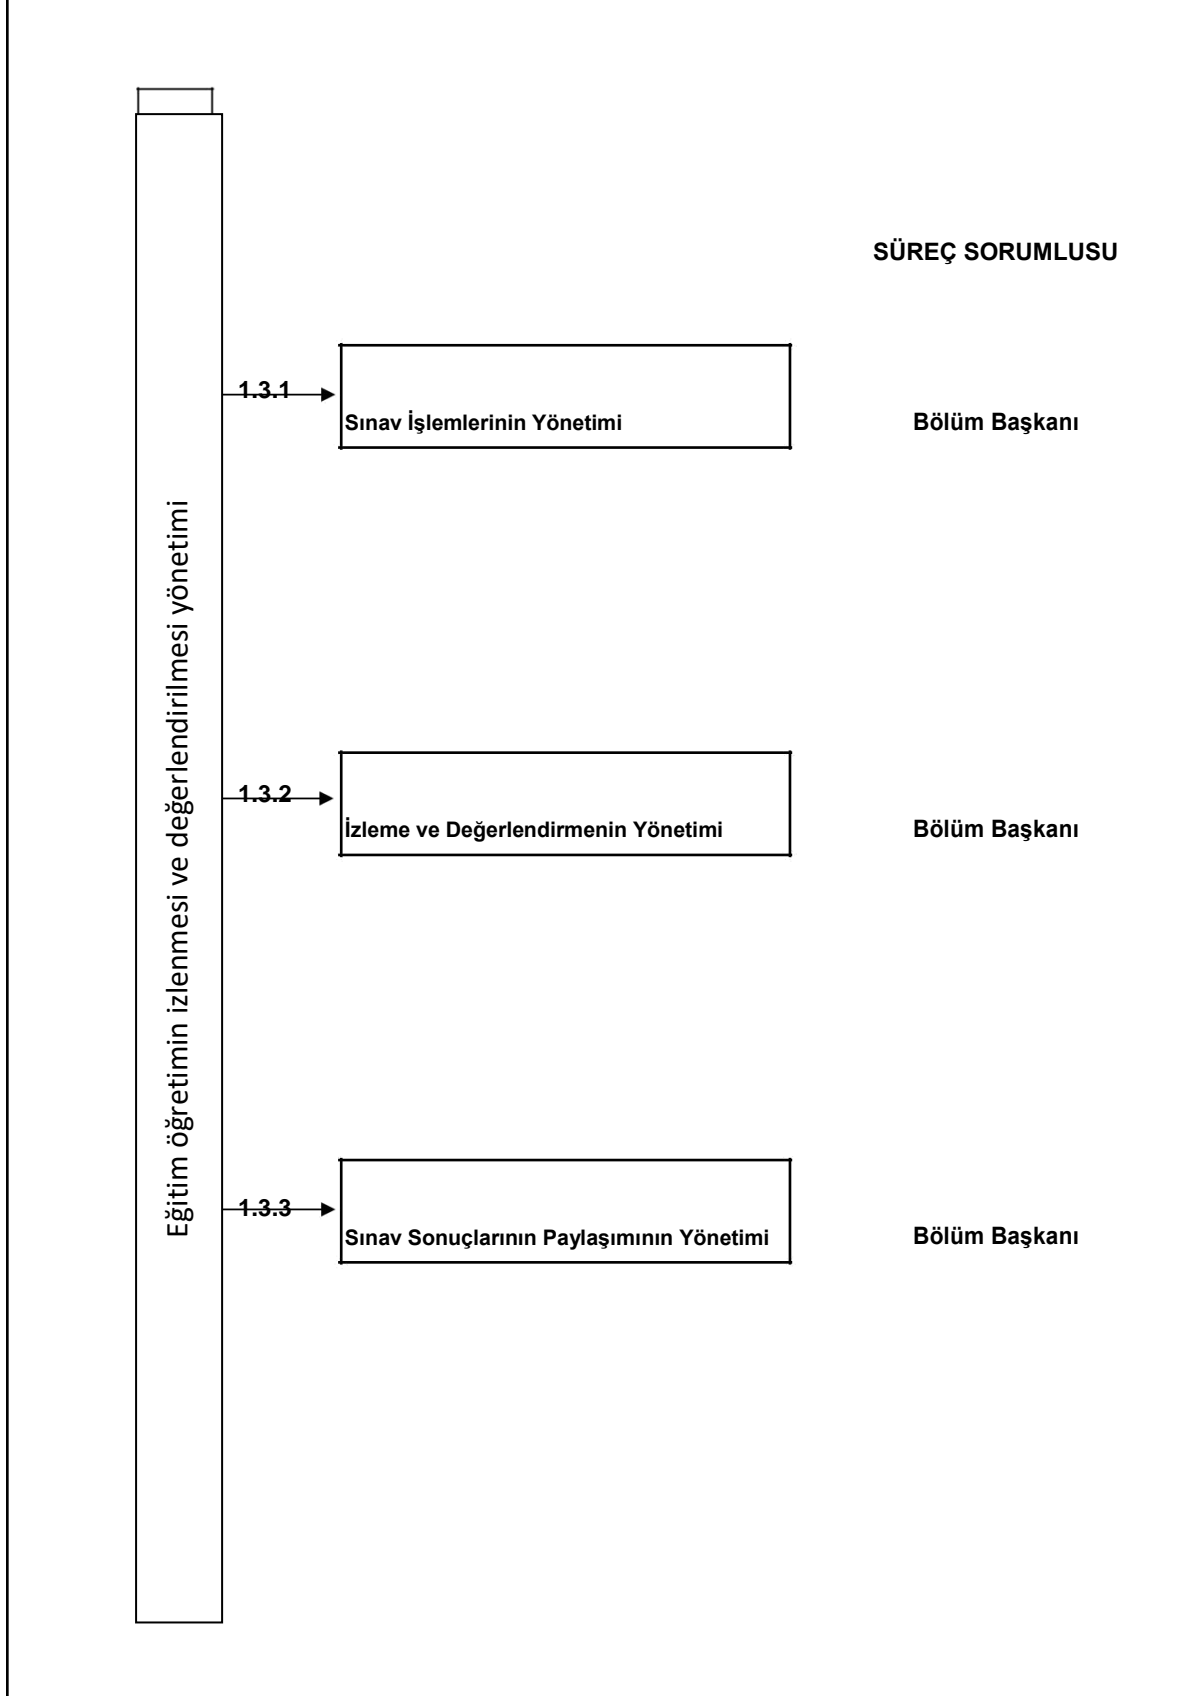 SÜREÇ SORUMLUSU
1.3.1
Sınav İşlemlerinin Yönetimi
Bölüm Başkanı
Eğitim öğretimin izlenmesi ve değerlendirilmesi yönetimi
1.3.2
İzleme ve Değerlendirmenin Yönetimi
Bölüm Başkanı
1.3.3
Sınav Sonuçlarının Paylaşımının Yönetimi
Bölüm Başkanı